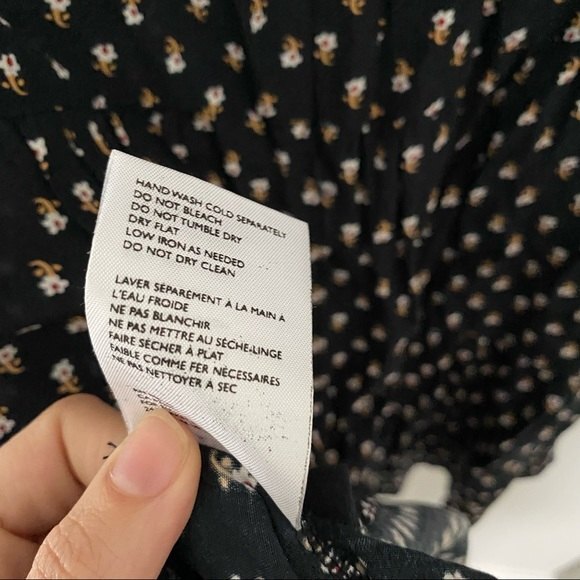 HAND WASH COLD SEPARATELY
DO NOT BLEACH
DO NOT TUMBLE DRY
DRY FLAT
LOW IRON AS NEEDED
DO NOT DRY CLEAN
LAVER SÉPARÉMENT À LA MAIN A
L'EAU FROIDE
NE PAS BLANCHIR
NE PAS METTRE AU SÈCHE-LINGE
FAIRE SÉCHER À PLAT
FAIBLE COMME FER NÉCESSAIRES
NE PAS NETTOYER À SEC